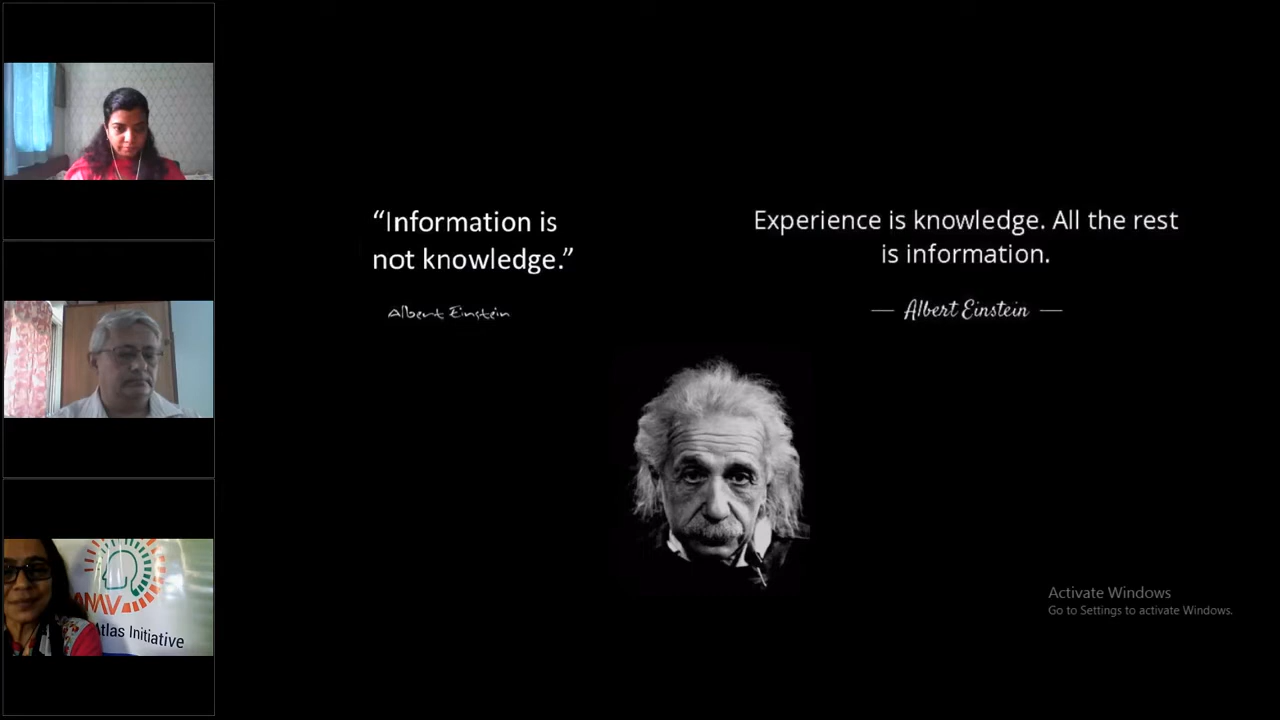 “Information is
not knowledge.”
Albert Einstein
Experience is knowledge. All the rest
is information.
Albert Einstein
Atlas Initiative
Activate Windows
Go to Settings to activate Windows.